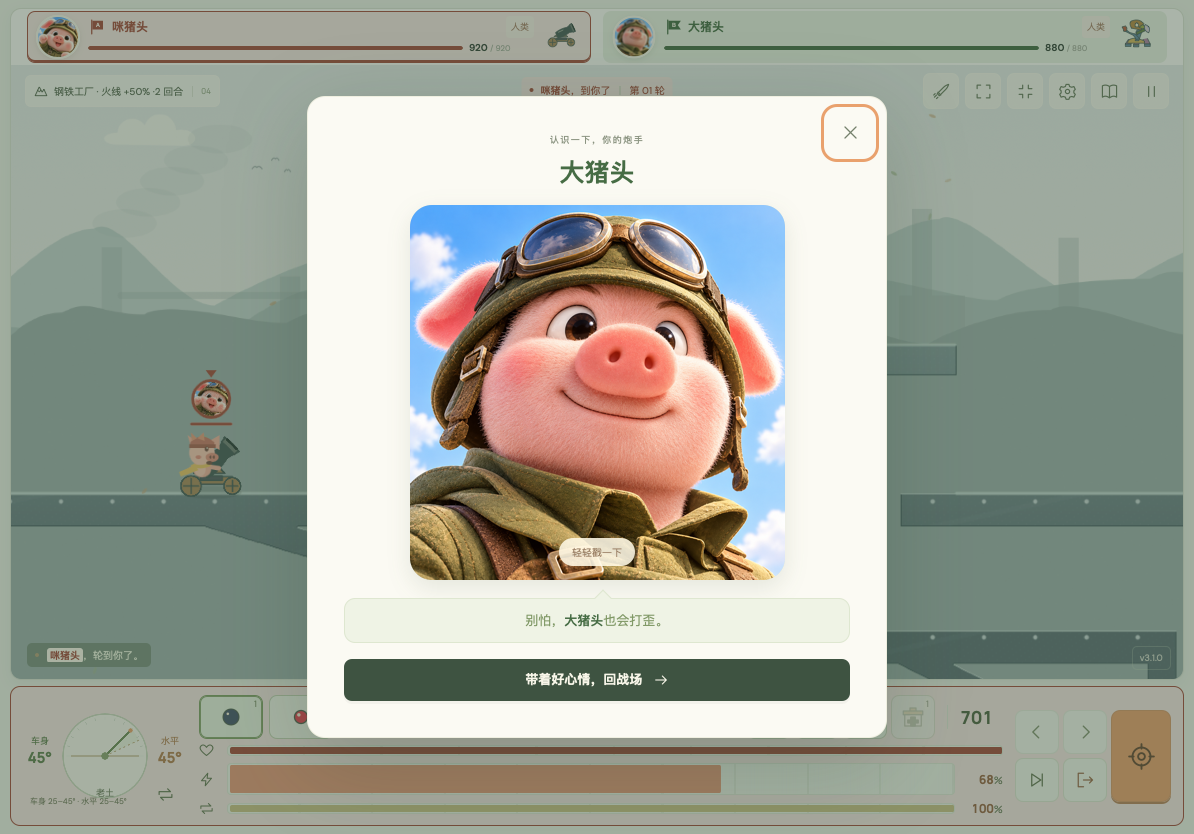 咪猪头
人类
920 / 920
大猪头
人类
880 / 880
钢铁工厂 · 火线 +50% ·2 回合
04
咪猪头，到你了
第 01 轮
认识一下，你的炮手
大猪头
轻轻戳一下
别怕，大猪头也会打歪。
带着好心情，回战场
咪猪头，轮到你了。
v3.1.0
车身
45°
水平
45°
老土
车身 25–45° · 水平 25–45°
1
1
701
68%
100%